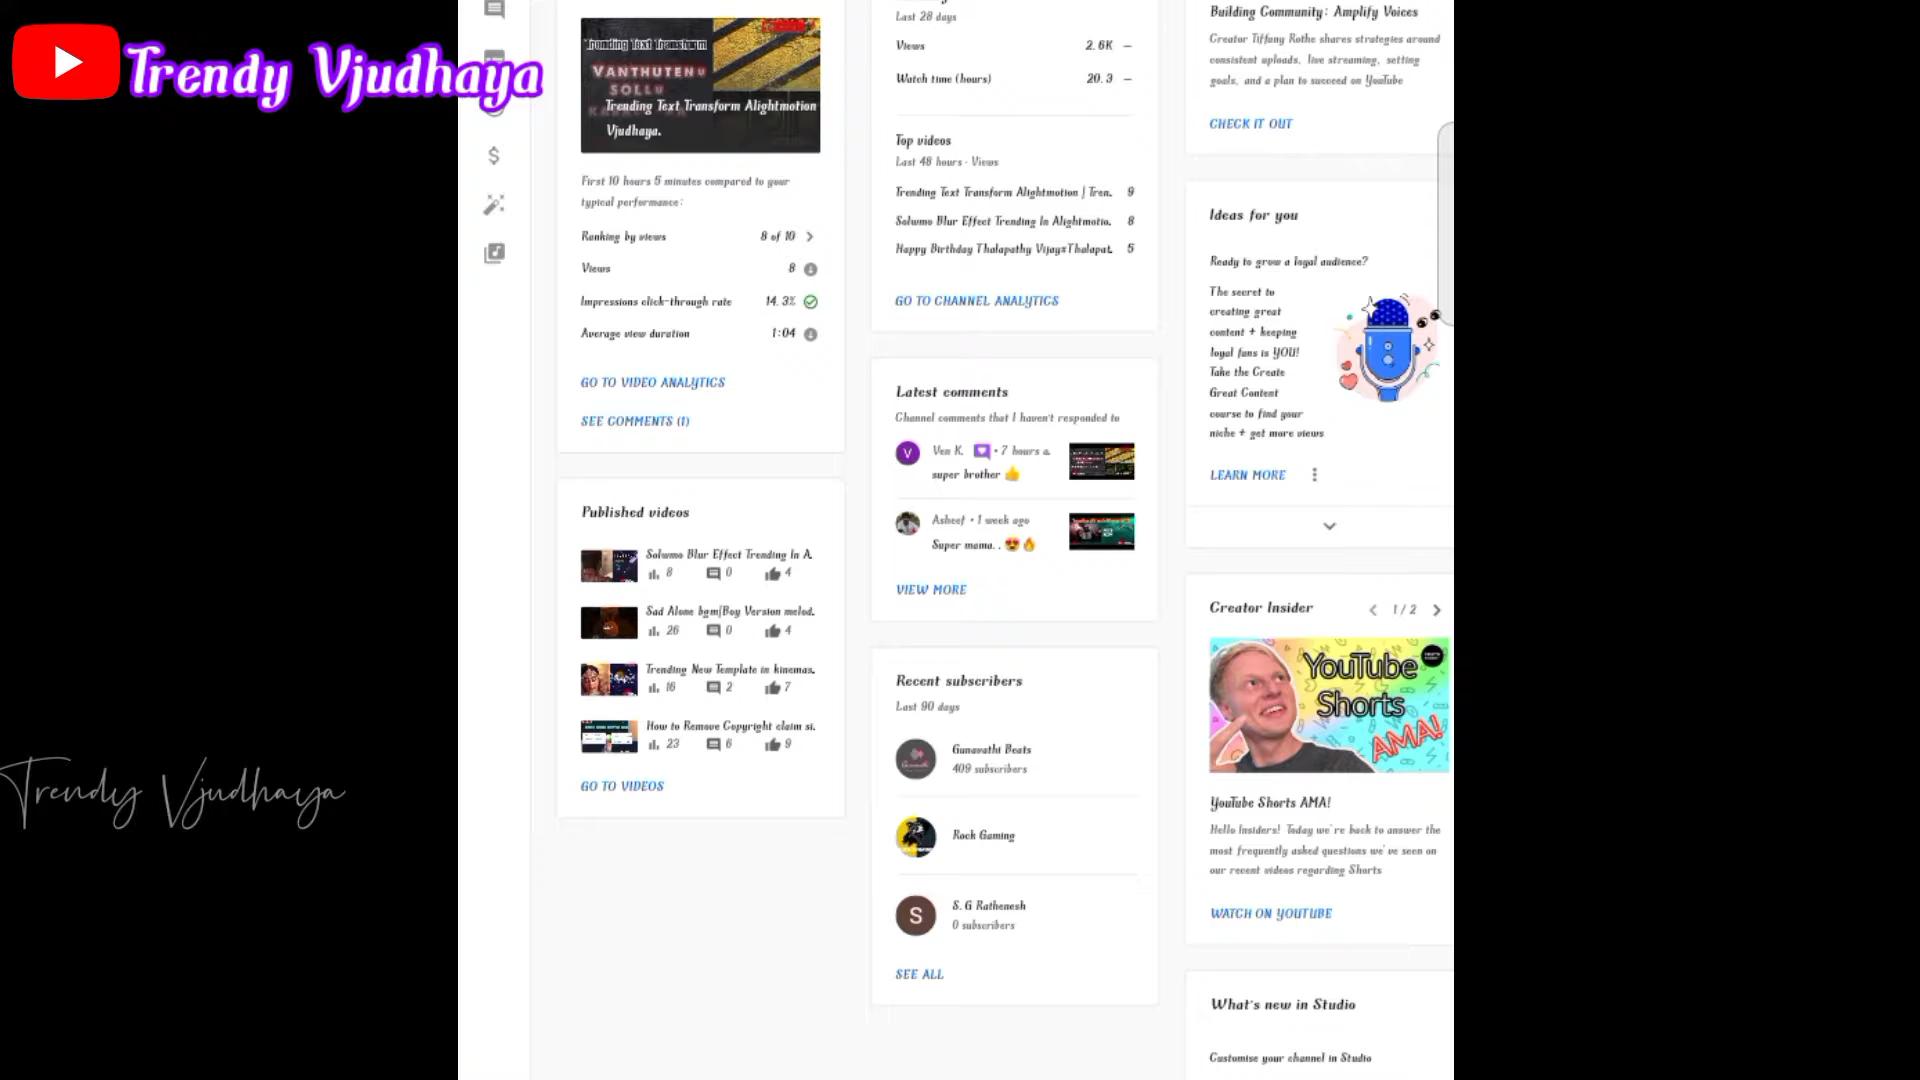 Trendy Vjudhaya
Trendy Vjudhaya
Trending Text Transform
VANTHUTENU
SOLLU
Trending Text Transform Alightmotion
Vjudhaya.
First 10 hours 5 minutes compared to your
typical performance:
Ranking by views 8 of 10
Views 8
Impressions click-through rate 14.3%
Average view duration 1:04
GO TO VIDEO ANALYTICS
SEE COMMENTS (1)
Published videos
Solwmo Blur Effect Trending In A.
8 0 4
Sad Alone bgm|Boy Version melod.
26 0 4
Trending New Template in kinemas.
16 2 7
How to Remove Copyright claim si.
23 6 9
GO TO VIDEOS
Last 28 days
Views 2.6K –
Watch time (hours) 20.3 –
Top videos
Last 48 hours · Views
Trending Text Transform Alightmotion | Tren. 9
Solwmo Blur Effect Trending In Alightmotio. 8
Happy Birthday Thalapathy Vijay#Thalapat. 5
GO TO CHANNEL ANALYTICS
Latest comments
Channel comments that I haven't responded to
Ven K. • 7 hours a.
super brother 👍
Asheef • 1 week ago
Super mama.. 😍🔥
VIEW MORE
Recent subscribers
Last 90 days
Gunavathi Beats
409 subscribers
Rock Gaming
S
S. G Rathenesh
0 subscribers
SEE ALL
Building Community: Amplify Voices
Creator Tiffany Rothe shares strategies around
consistent uploads, live streaming, setting
goals, and a plan to succeed on YouTube
CHECK IT OUT
Ideas for you
Ready to grow a loyal audience?
The secret to
creating great
content + keeping
loyal fans is YOU!
Take the Create
Great Content
course to find your
niche + get more views
LEARN MORE
Creator Insider 1 / 2
YouTube
Shorts
AMA!
YouTube Shorts AMA!
Hello Insiders! Today we're back to answer the
most frequently asked questions we've seen on
our recent videos regarding Shorts
WATCH ON YOUTUBE
What's new in Studio
Customise your channel in Studio